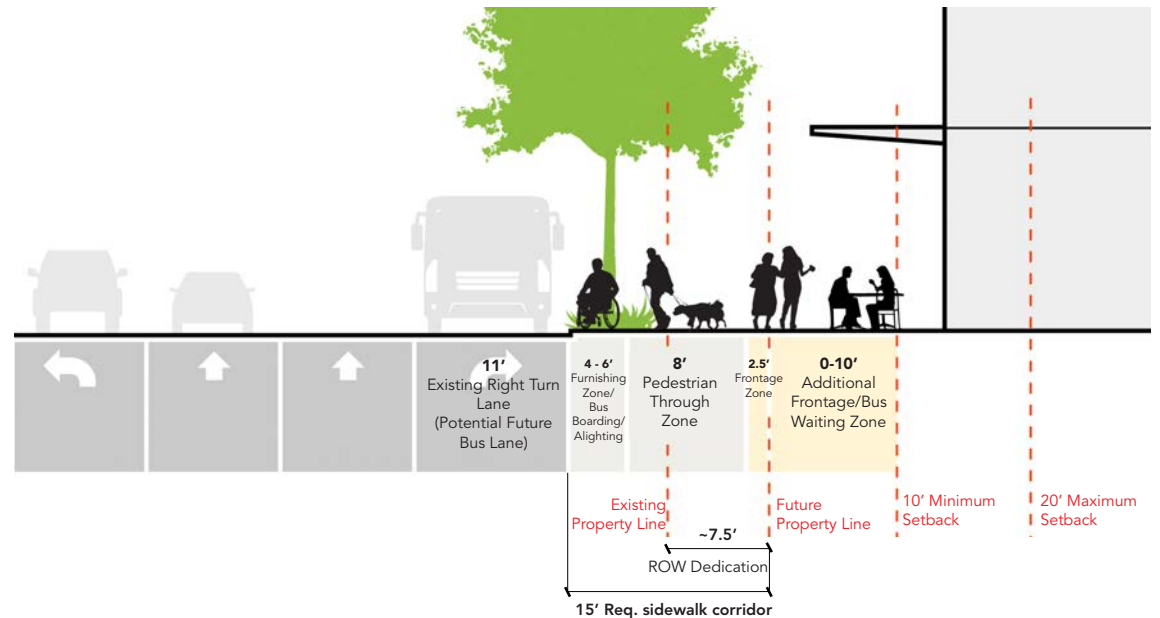 11’
Existing Right Turn
Lane
(Potential Future
Bus Lane)
4 - 6’
Furnishing
Zone/
Bus
Boarding/
Alighting
8’
Pedestrian
Through
Zone
2.5’
Frontage
Zone
0-10’
Additional
Frontage/Bus
Waiting Zone
Existing
Property Line
Future
Property Line
10’ Minimum
Setback
20’ Maximum
Setback
~7.5’
ROW Dedication
15’ Req. sidewalk corridor